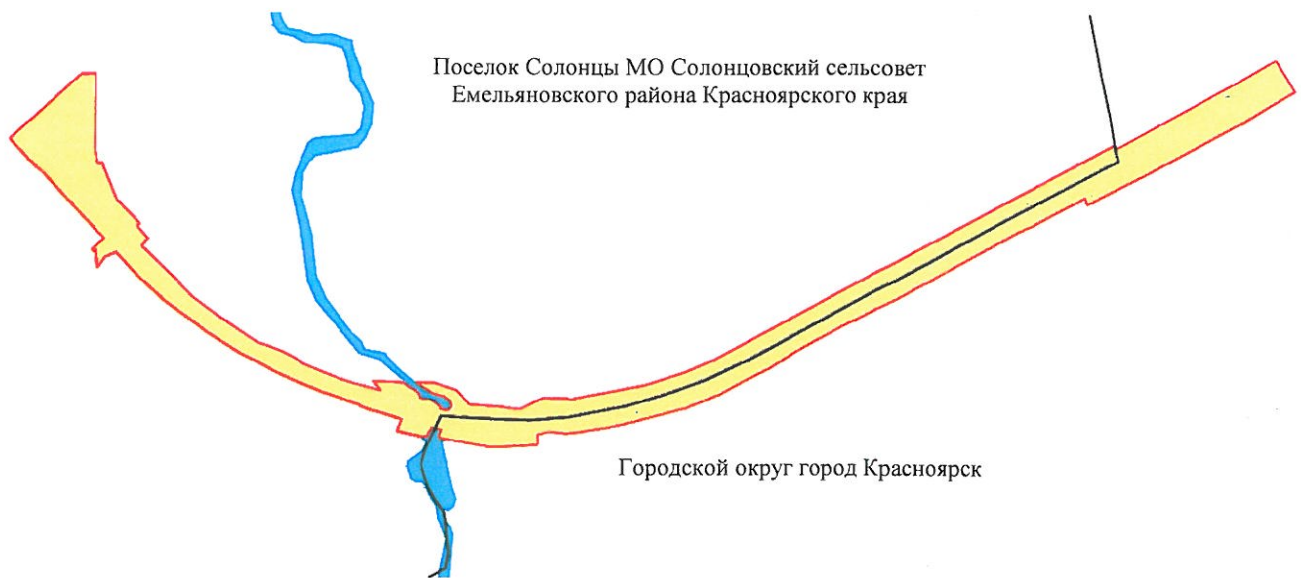 Поселок Солонцы МО Солонцовский сельсовет
Емельяновского района Красноярского края
Городской округ город Красноярск